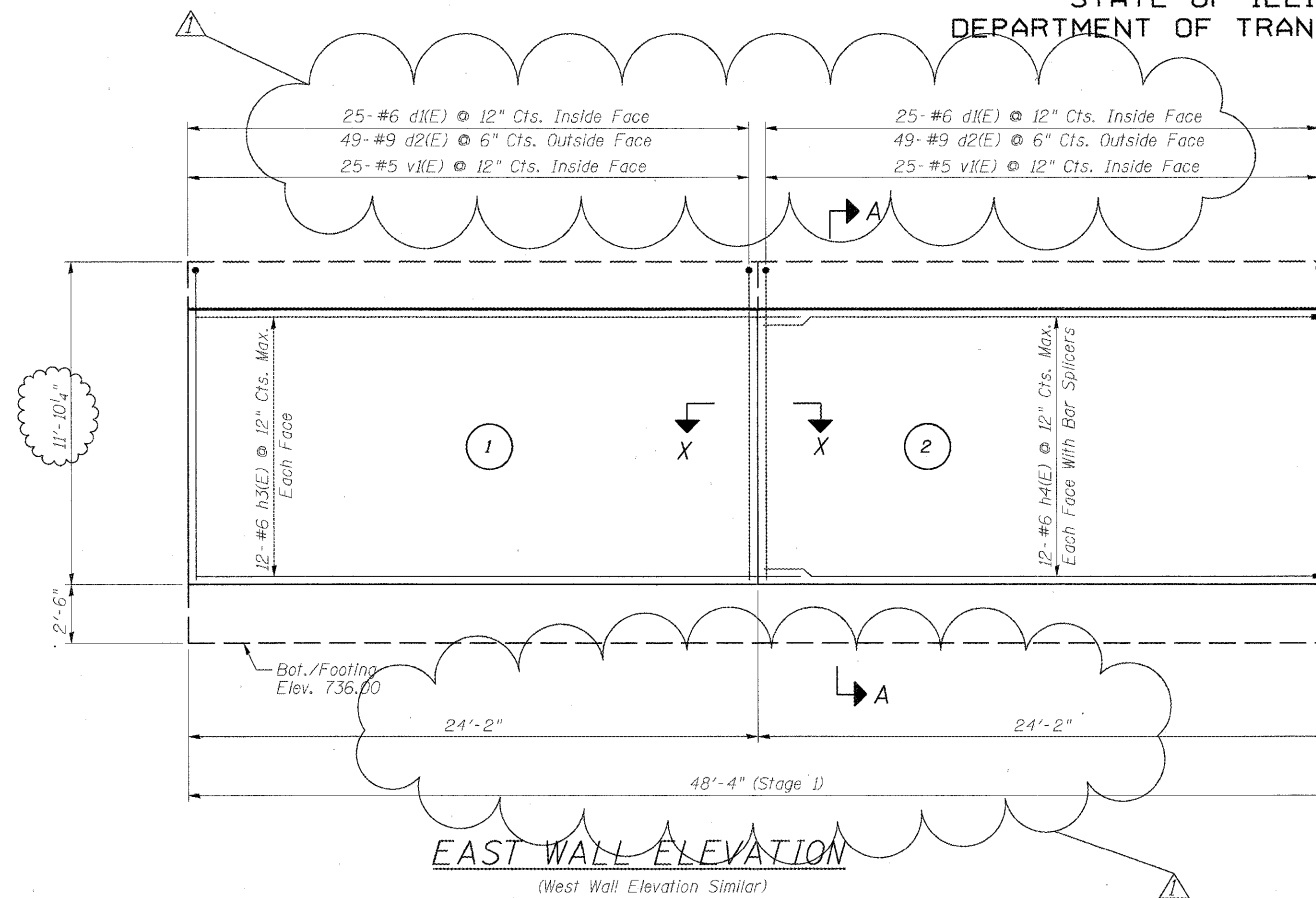 STATE OF ILLI
DEPARTMENT OF TRAN
1
25-#6 d1(E) @ 12" Cts. Inside Face
49-#9 d2(E) @ 6" Cts. Outside Face
25-#5 v1(E) @ 12" Cts. Inside Face
25-#6 d1(E) @ 12" Cts. Inside Face
49-#9 d2(E) @ 6" Cts. Outside Face
25-#5 v1(E) @ 12" Cts. Inside Face
A
11'-10¼"
12-#6 h3(E) @ 12" Cts. Max.
Each Face
1
X
X
2
12-#6 h4(E) @ 12" Cts. Max.
Each Face With Bar Splicers
2'-6"
Bot./Footing
Elev. 736.00
A
24'-2"
24'-2"
48'-4" (Stage 1)
EAST WALL ELEVATION
(West Wall Elevation Similar)
1